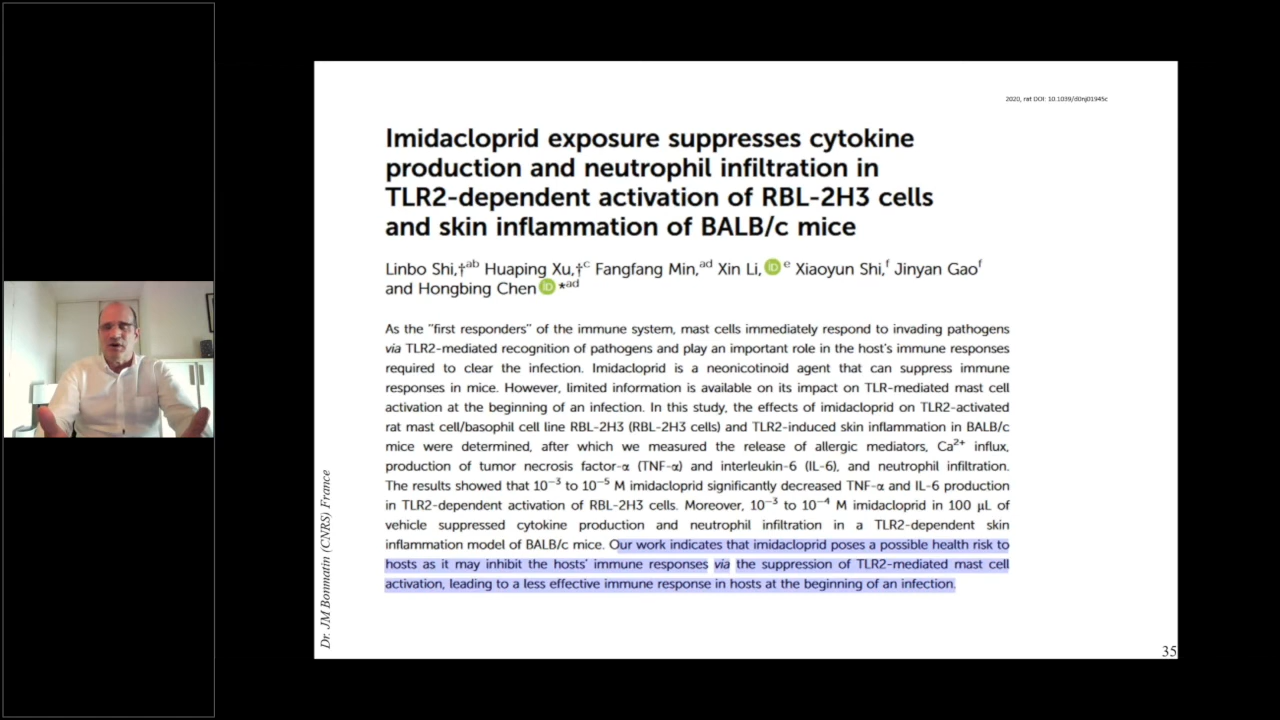 2020, rat DOI: 10.1039/d0nj01945c
Imidacloprid exposure suppresses cytokine
production and neutrophil infiltration in
TLR2-dependent activation of RBL-2H3 cells
and skin inflammation of BALB/c mice
Linbo Shi,†ᵃᵇ Huaping Xu,†ᶜ Fangfang Min,ᵃᵈ Xin Li, iD ᵉ Xiaoyun Shi,ᶠ Jinyan Gaoᶠ
and Hongbing Chen iD *ᵃᵈ
As the "first responders" of the immune system, mast cells immediately respond to invading pathogens
via TLR2-mediated recognition of pathogens and play an important role in the host's immune responses
required to clear the infection. Imidacloprid is a neonicotinoid agent that can suppress immune
responses in mice. However, limited information is available on its impact on TLR-mediated mast cell
activation at the beginning of an infection. In this study, the effects of imidacloprid on TLR2-activated
rat mast cell/basophil cell line RBL-2H3 (RBL-2H3 cells) and TLR2-induced skin inflammation in BALB/c
mice were determined, after which we measured the release of allergic mediators, Ca²⁺ influx,
production of tumor necrosis factor-α (TNF-α) and interleukin-6 (IL-6), and neutrophil infiltration.
The results showed that 10⁻³ to 10⁻⁵ M imidacloprid significantly decreased TNF-α and IL-6 production
in TLR2-dependent activation of RBL-2H3 cells. Moreover, 10⁻³ to 10⁻⁴ M imidacloprid in 100 μL of
vehicle suppressed cytokine production and neutrophil infiltration in a TLR2-dependent skin
inflammation model of BALB/c mice. Our work indicates that imidacloprid poses a possible health risk to
hosts as it may inhibit the hosts' immune responses via the suppression of TLR2-mediated mast cell
activation, leading to a less effective immune response in hosts at the beginning of an infection.
Dr. JM Bonmatin (CNRS) France
35